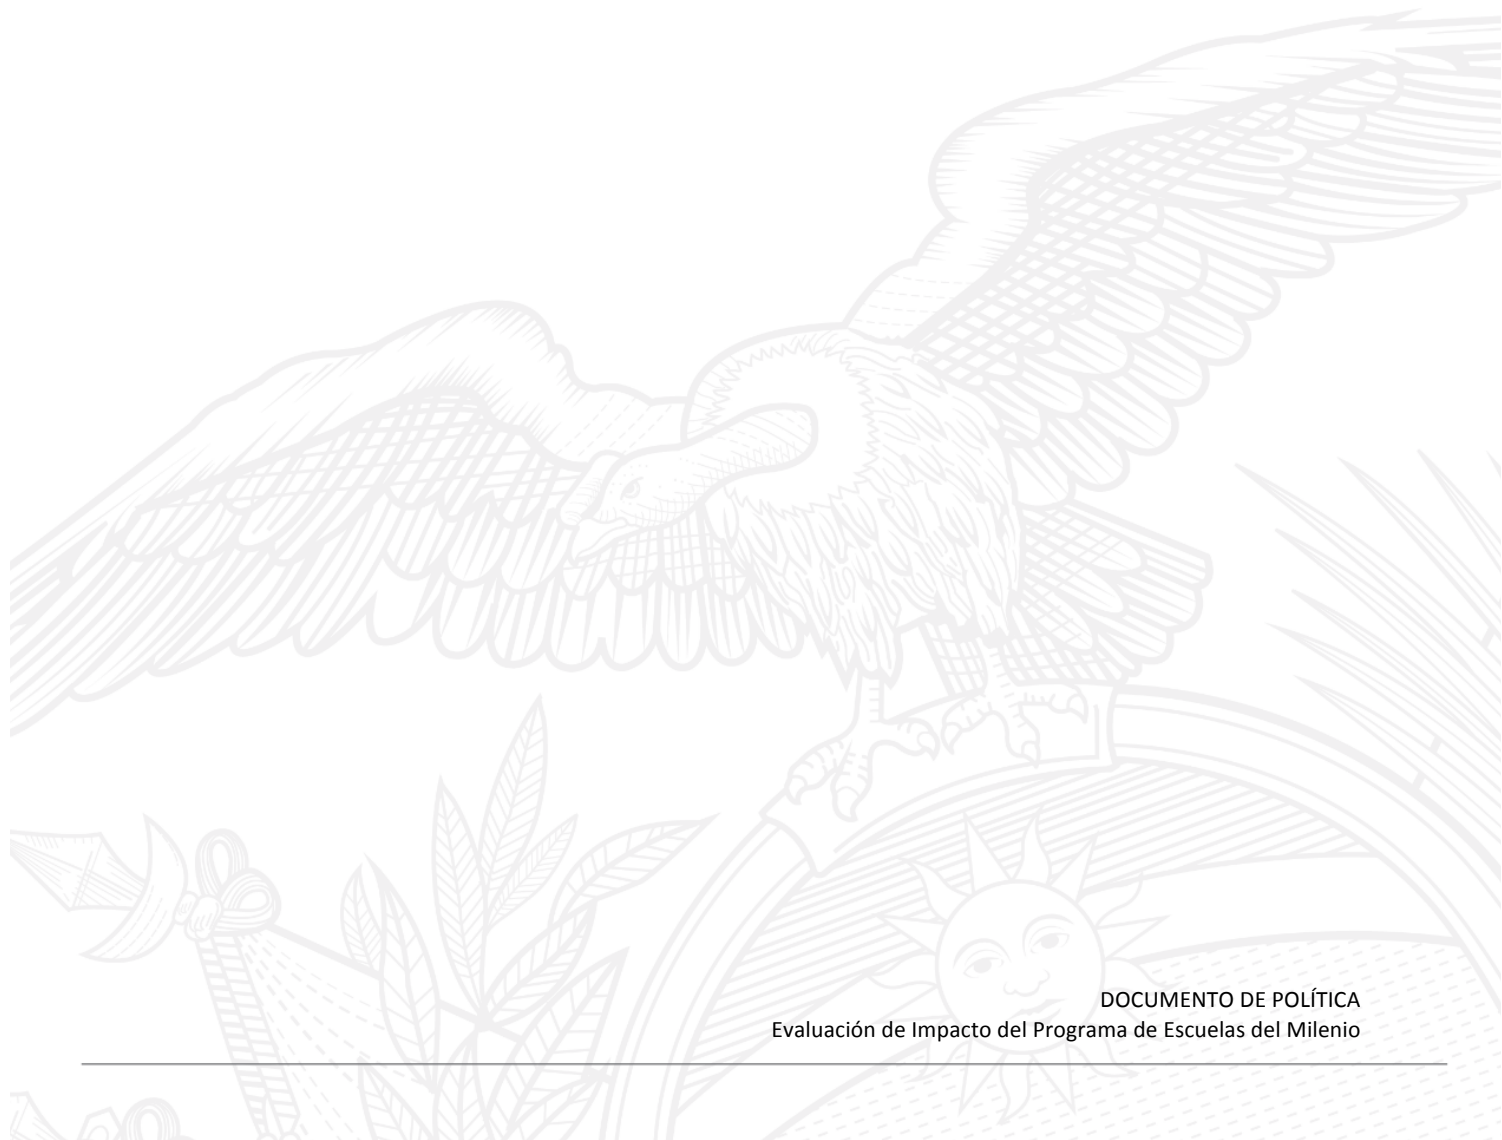 DOCUMENTO DE POLÍTICA
Evaluación de Impacto del Programa de Escuelas del Milenio